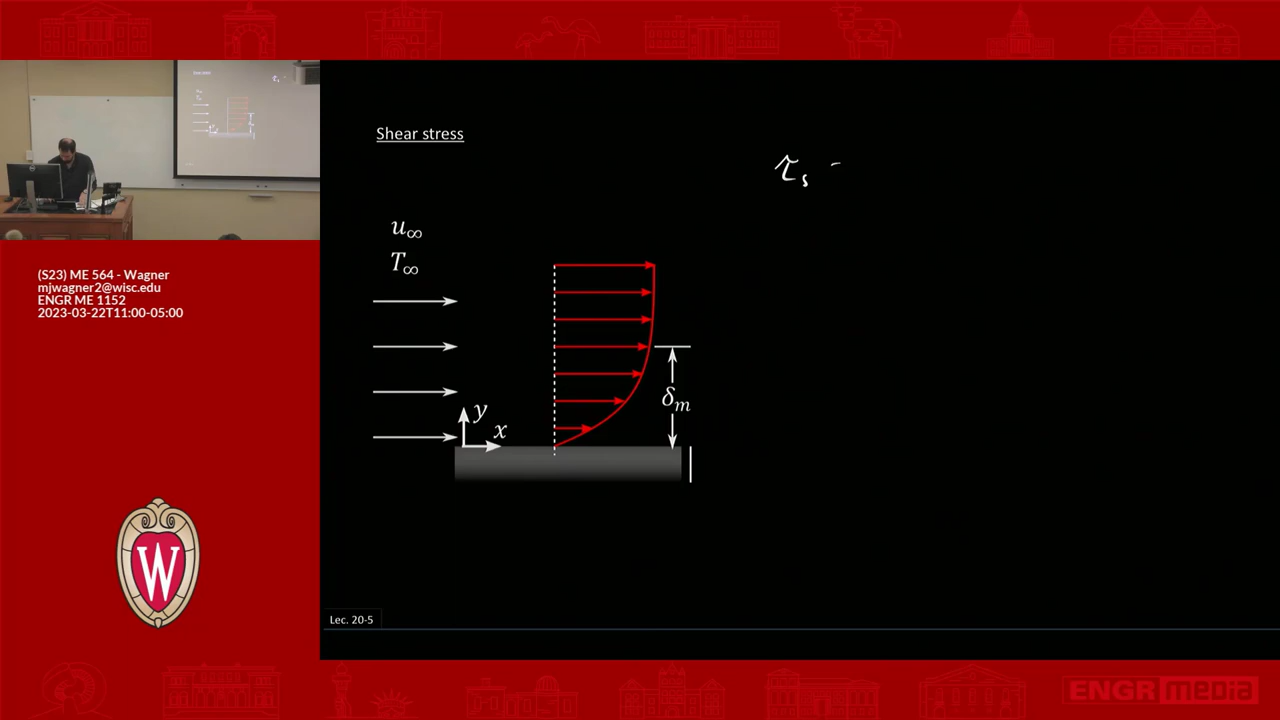 Shear stress
τₛ -
u∞
T∞
δₘ
y
x
(S23) ME 564 - Wagner
mjwagner2@wisc.edu
ENGR ME 1152
2023-03-22T11:00-05:00
W
Lec. 20-5
ENGR media